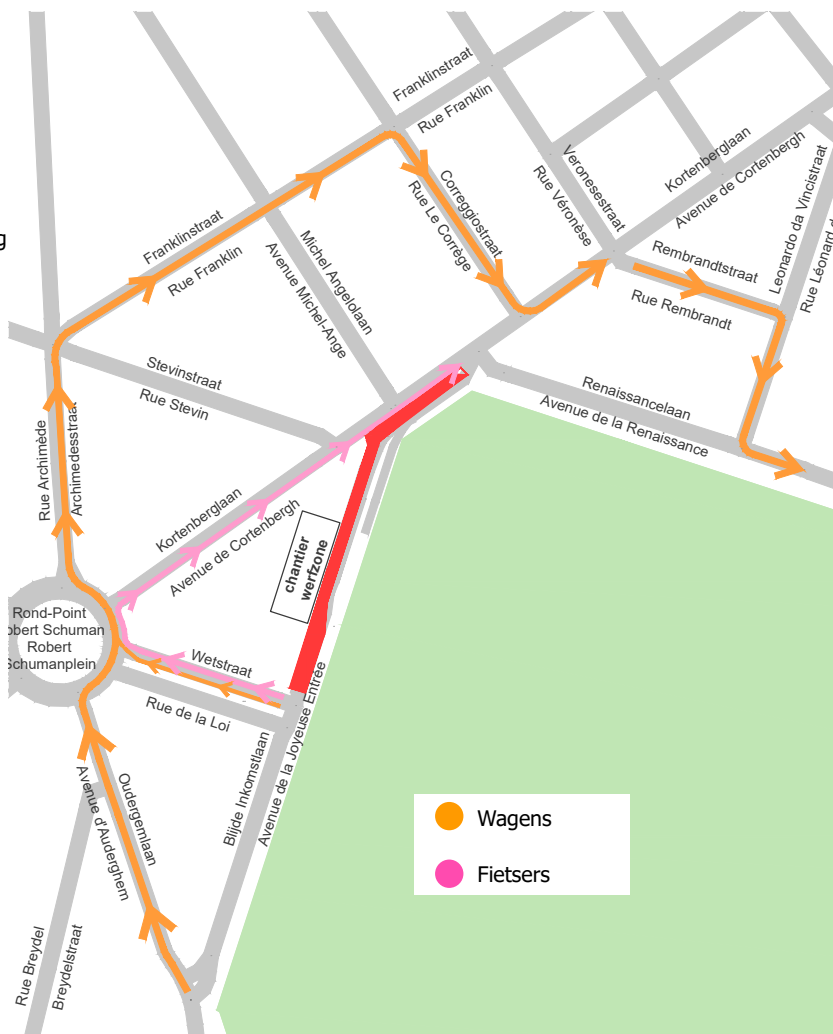 Franklinstraat
Rue Franklin
Kortenberglaan
Avenue de Cortenbergh
Veronesestraat
Rue Véronèse
Correggiostraat
Rue Le Corrège
Leonardo da Vincistraat
Rue Léonard d
g
Franklinstraat
Rue Franklin
Michel Angelolaan
Avenue Michel-Ange
Rembrandtstraat
Rue Rembrandt
Stevinstraat
Rue Stevin
Renaissancelaan
Avenue de la Renaissance
Rue Archimède
Archimedesstraat
Kortenberglaan
Avenue de Cortenbergh
chantier
werfzone
Rond-Point
obert Schuman
Robert
Schumanplein
Wetstraat
Rue de la Loi
Blijde Inkomstlaan
Avenue de la Joyeuse Entrée
Oudergemlaan
Avenue d'Auderghem
Rue Breydel
Breydelstraat
Wagens
Fietsers